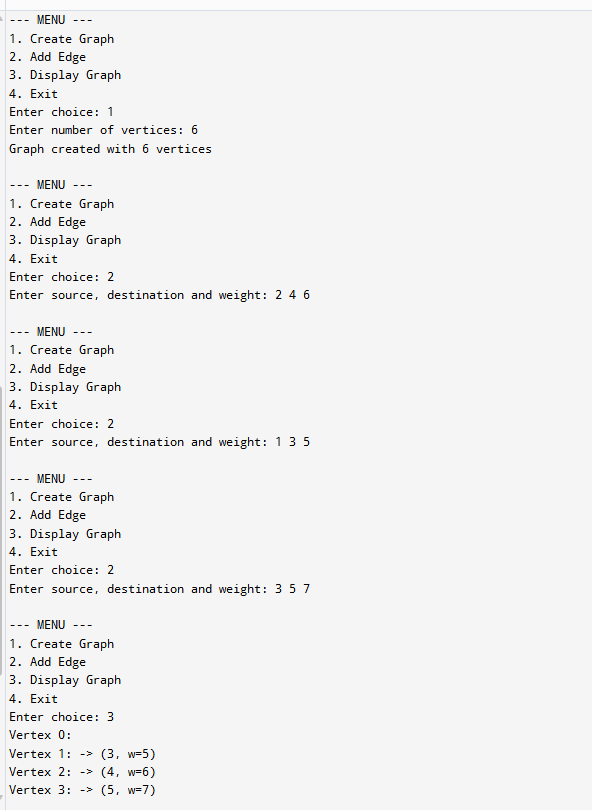 --- MENU ---
1. Create Graph
2. Add Edge
3. Display Graph
4. Exit
Enter choice: 1
Enter number of vertices: 6
Graph created with 6 vertices
--- MENU ---
1. Create Graph
2. Add Edge
3. Display Graph
4. Exit
Enter choice: 2
Enter source, destination and weight: 2 4 6
--- MENU ---
1. Create Graph
2. Add Edge
3. Display Graph
4. Exit
Enter choice: 2
Enter source, destination and weight: 1 3 5
--- MENU ---
1. Create Graph
2. Add Edge
3. Display Graph
4. Exit
Enter choice: 2
Enter source, destination and weight: 3 5 7
--- MENU ---
1. Create Graph
2. Add Edge
3. Display Graph
4. Exit
Enter choice: 3
Vertex 0:
Vertex 1: -> (3, w=5)
Vertex 2: -> (4, w=6)
Vertex 3: -> (5, w=7)